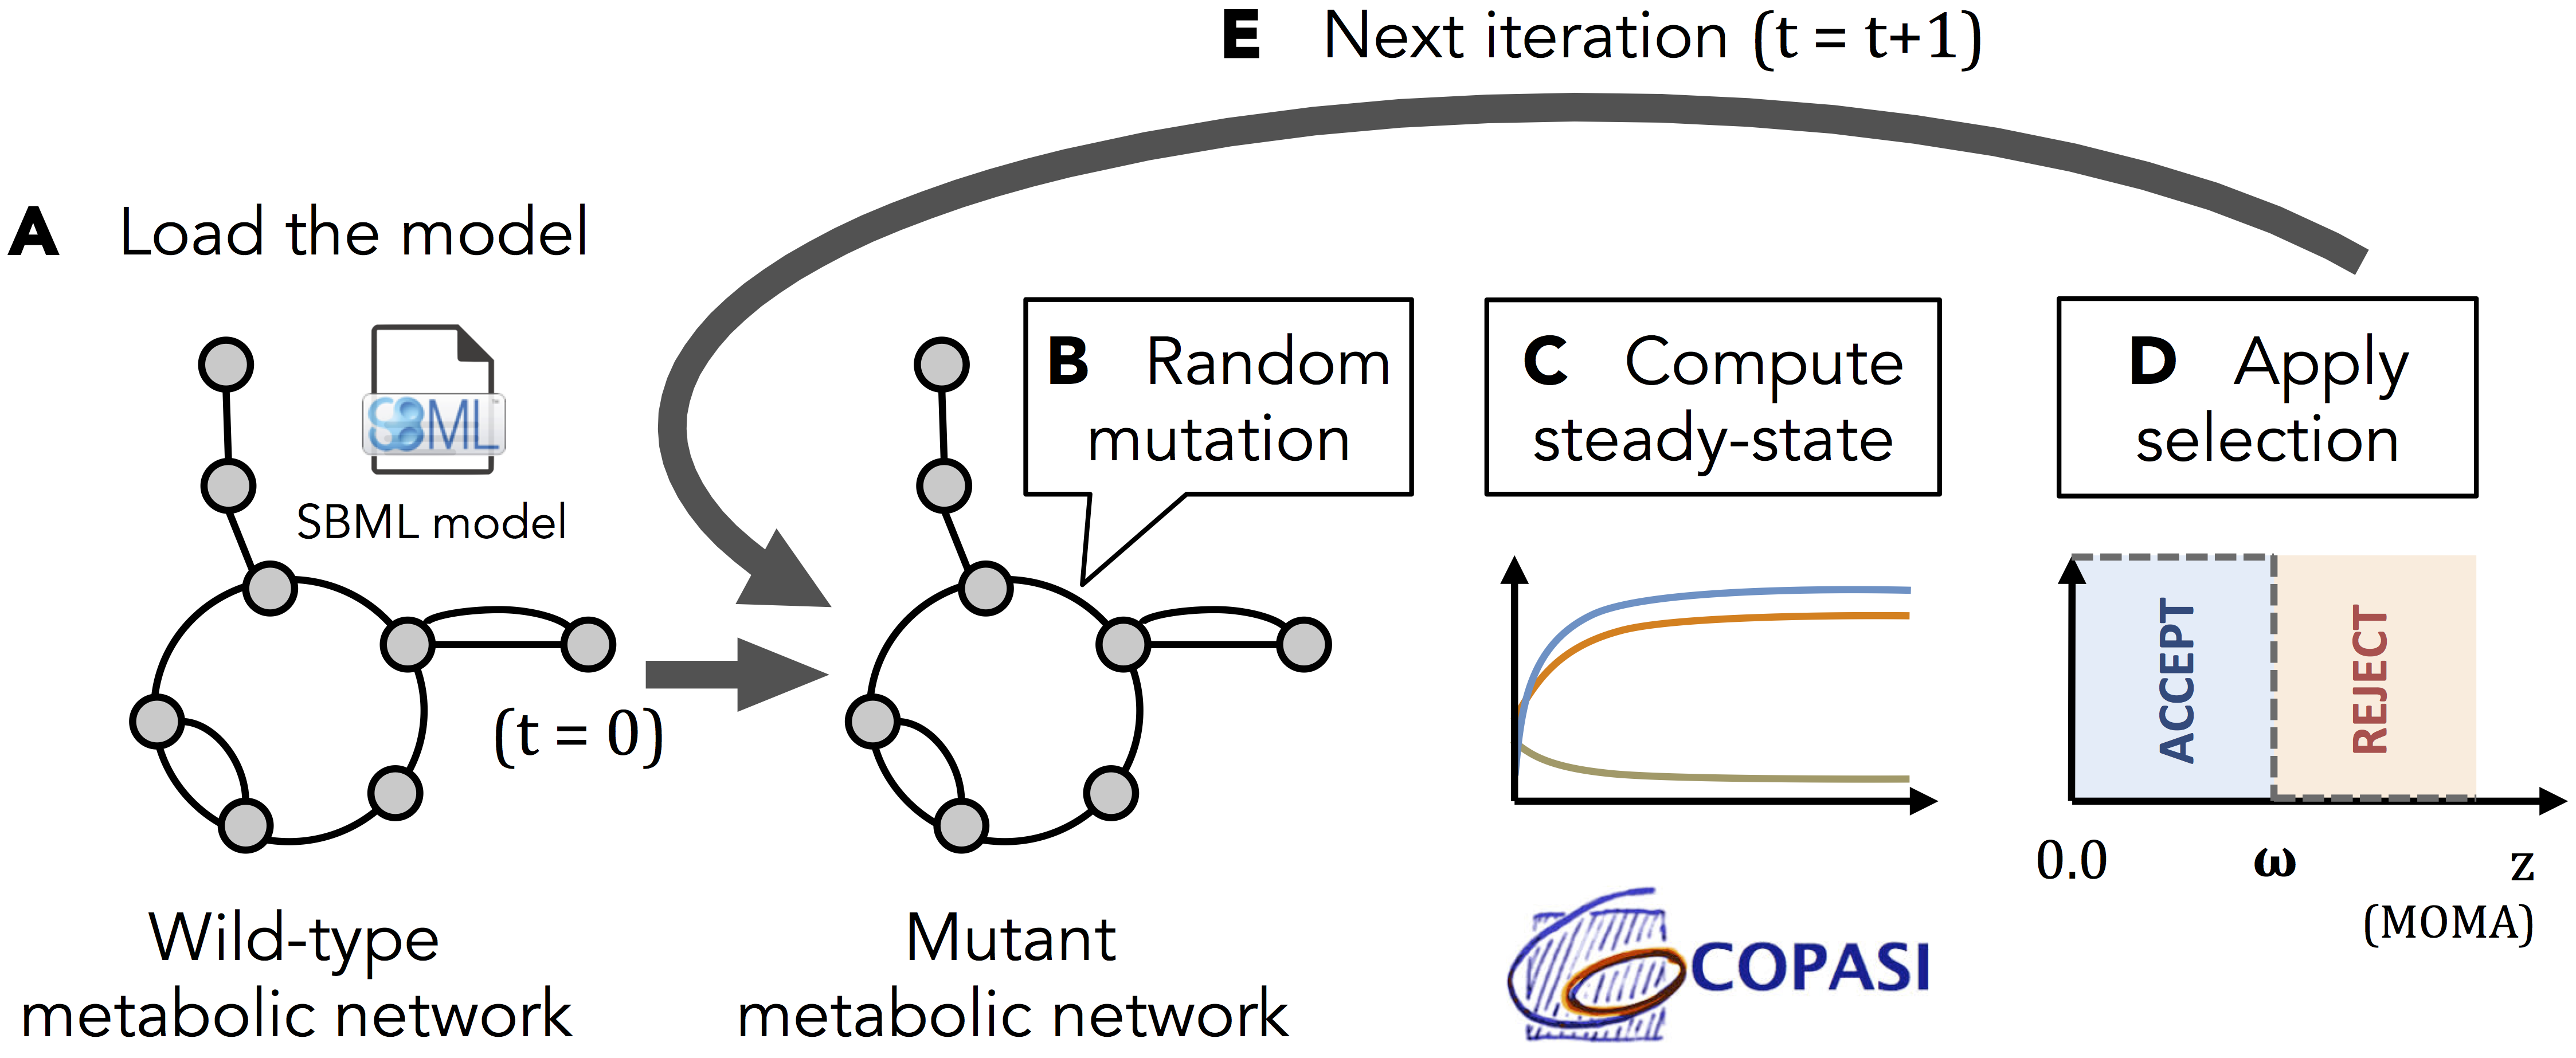 E Next iteration (t = t+1)
A Load the model
SBML
SBML model
(t = 0)
Wild-type
metabolic network
B Random
mutation
Mutant
metabolic network
C Compute
steady-state
COPASI
D Apply
selection
ACCEPT
REJECT
0.0 ω z
(MOMA)